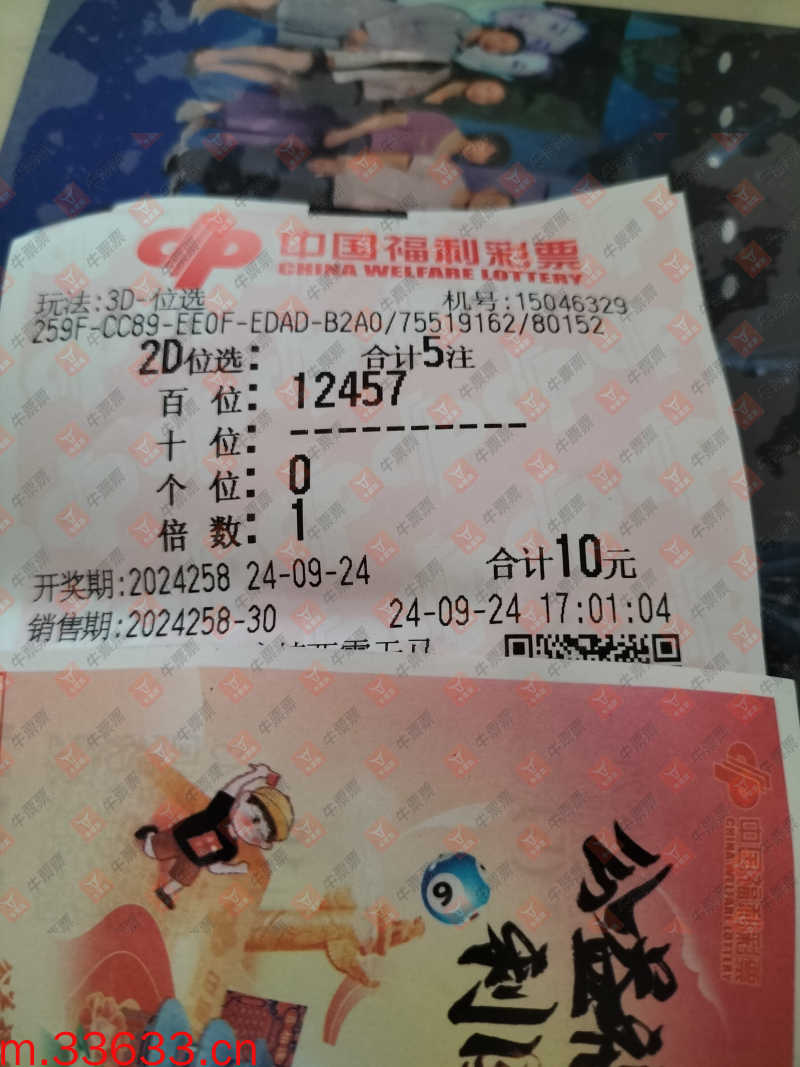 中国福利彩票
CHINA WELFARE LOTTERY
玩法:3D-位选 机号:15046329
259F-CC89-EE0F-EDAD-B2A0/75519162/80152
2D位选: 合计5注
百 位: 12457
十 位: ----------
个 位: 0
倍 数: 1
合计10元
开奖期:2024258 24-09-24
销售期:2024258-30 24-09-24 17:01:04
中国福利彩票
CHINA WELFARE LOTTERY
9
利
牛票票
m.33633.cn